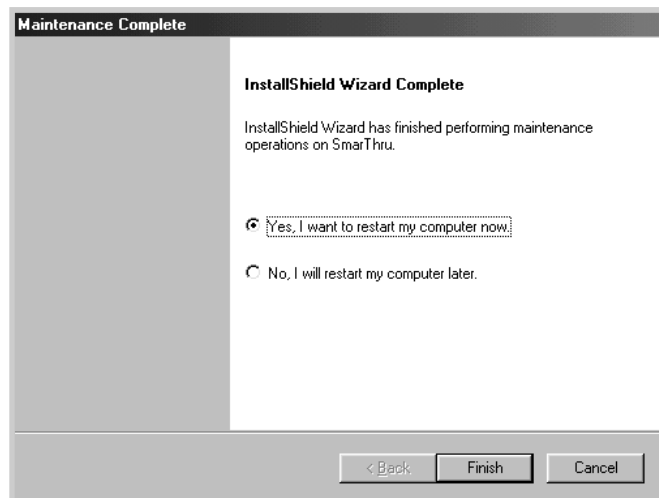 Maintenance Complete
InstallShield Wizard Complete
InstallShield Wizard has finished performing maintenance
operations on SmarThru.
Yes, I want to restart my computer now.
No, I will restart my computer later.
< Back
Finish
Cancel